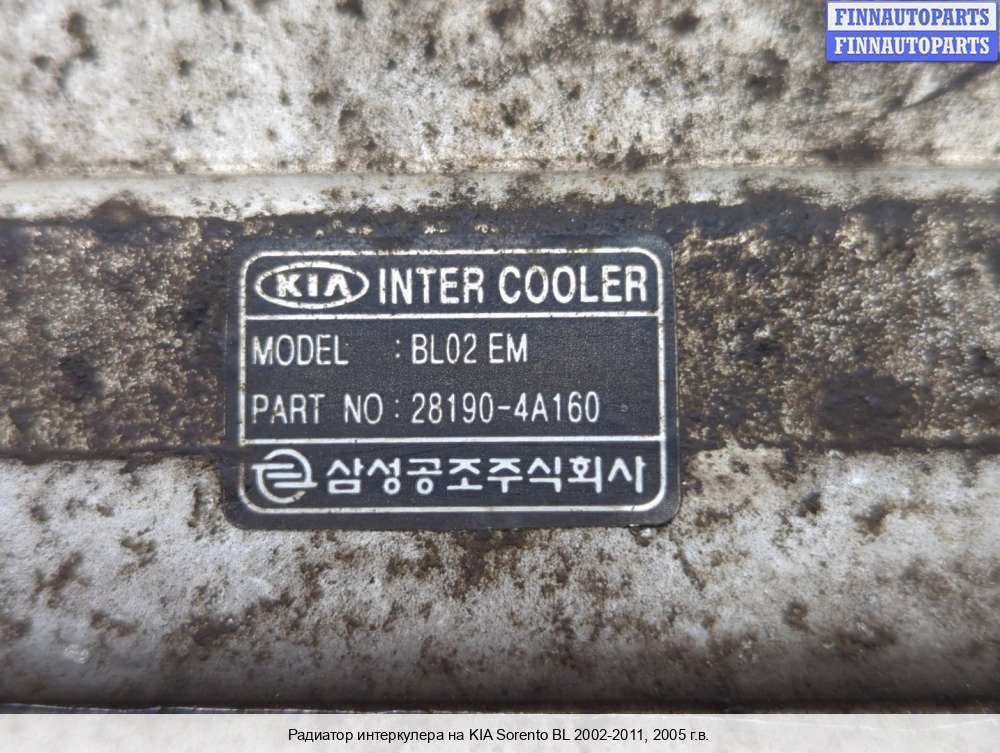 FINNAUTOPARTS
FINNAUTOPARTS
KIA INTER COOLER
MODEL : BL02 EM
PART NO : 28190-4A160
삼성공조주식회사
Радиатор интеркулера на KIA Sorento BL 2002-2011, 2005 г.в.